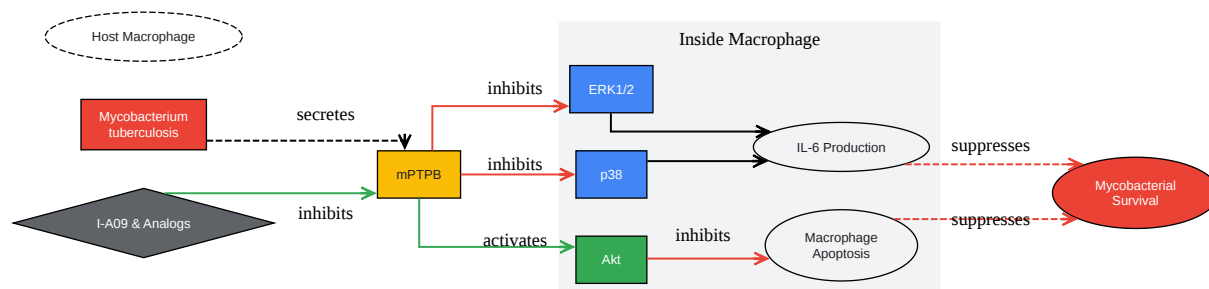 Host Macrophage
Inside Macrophage
inhibits
ERK1/2
Mycobacterium
tuberculosis
secretes
IL-6 Production
suppresses
inhibits
mPTPB
p38
Mycobacterial
Survival
I-A09 & Analogs
inhibits
suppresses
activates
inhibits
Macrophage
Apoptosis
Akt